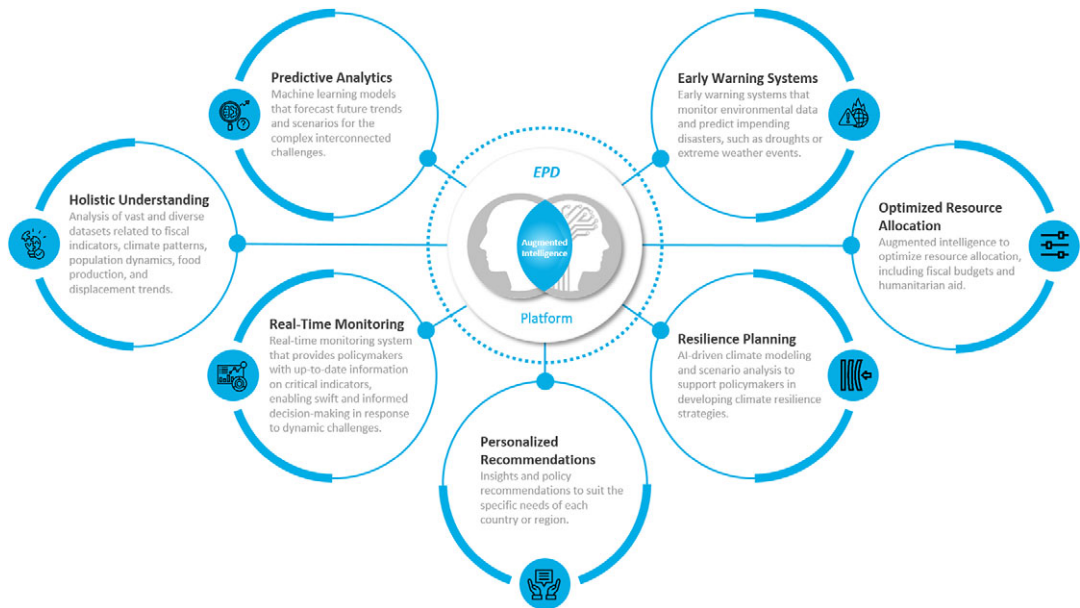 Predictive Analytics
Machine learning models
that forecast future trends
and scenarios for the
complex interconnected
challenges.
Early Warning Systems
Early warning systems that
monitor environmental data
and predict impending
disasters, such as droughts or
extreme weather events.
Holistic Understanding
Analysis of vast and diverse
datasets related to fiscal
indicators, climate patterns,
population dynamics, food
production, and
displacement trends.
EPD
Augmented
Intelligence
Platform
Optimized Resource
Allocation
Augmented intelligence to
optimize resource allocation,
including fiscal budgets and
humanitarian aid.
Real-Time Monitoring
Real-time monitoring system
that provides policymakers
with up-to-date information
on critical indicators,
enabling swift and informed
decision-making in response
to dynamic challenges.
Resilience Planning
AI-driven climate modeling
and scenario analysis to
support policymakers in
developing climate resilience
strategies.
Personalized
Recommendations
Insights and policy
recommendations to suit the
specific needs of each
country or region.